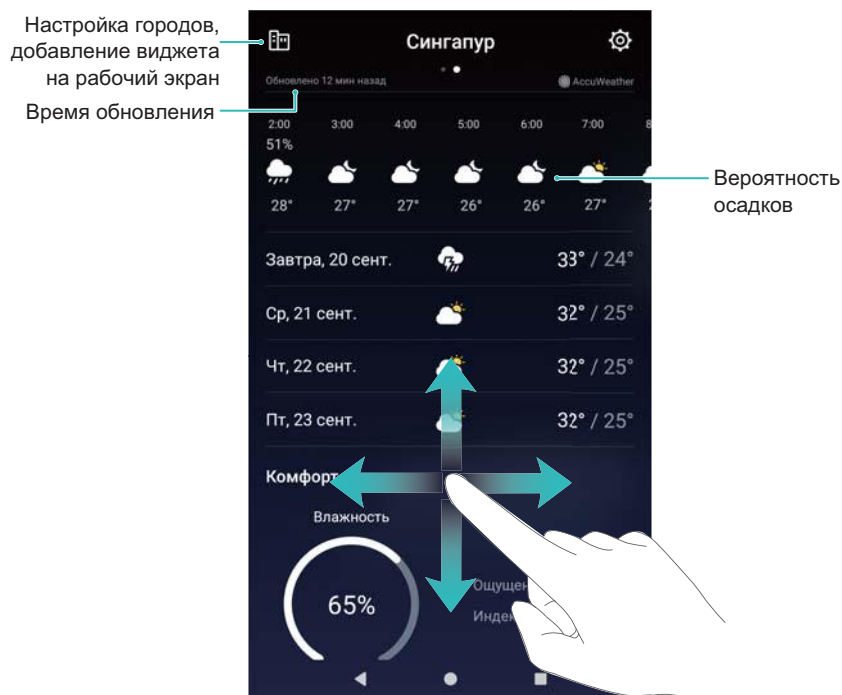 Настройка городов,
добавление виджета
на рабочий экран
Время обновления
Сингапур
Обновлено 12 мин назад
AccuWeather
2:00 3:00 4:00 5:00 6:00 7:00 8
51%
28° 27° 27° 26° 26° 27°
Вероятность
осадков
Завтра, 20 сент. 33° / 24°
Ср, 21 сент. 32° / 25°
Чт, 22 сент. 32° / 25°
Пт, 23 сент. 32° / 25°
Комфорт
Влажность
65%